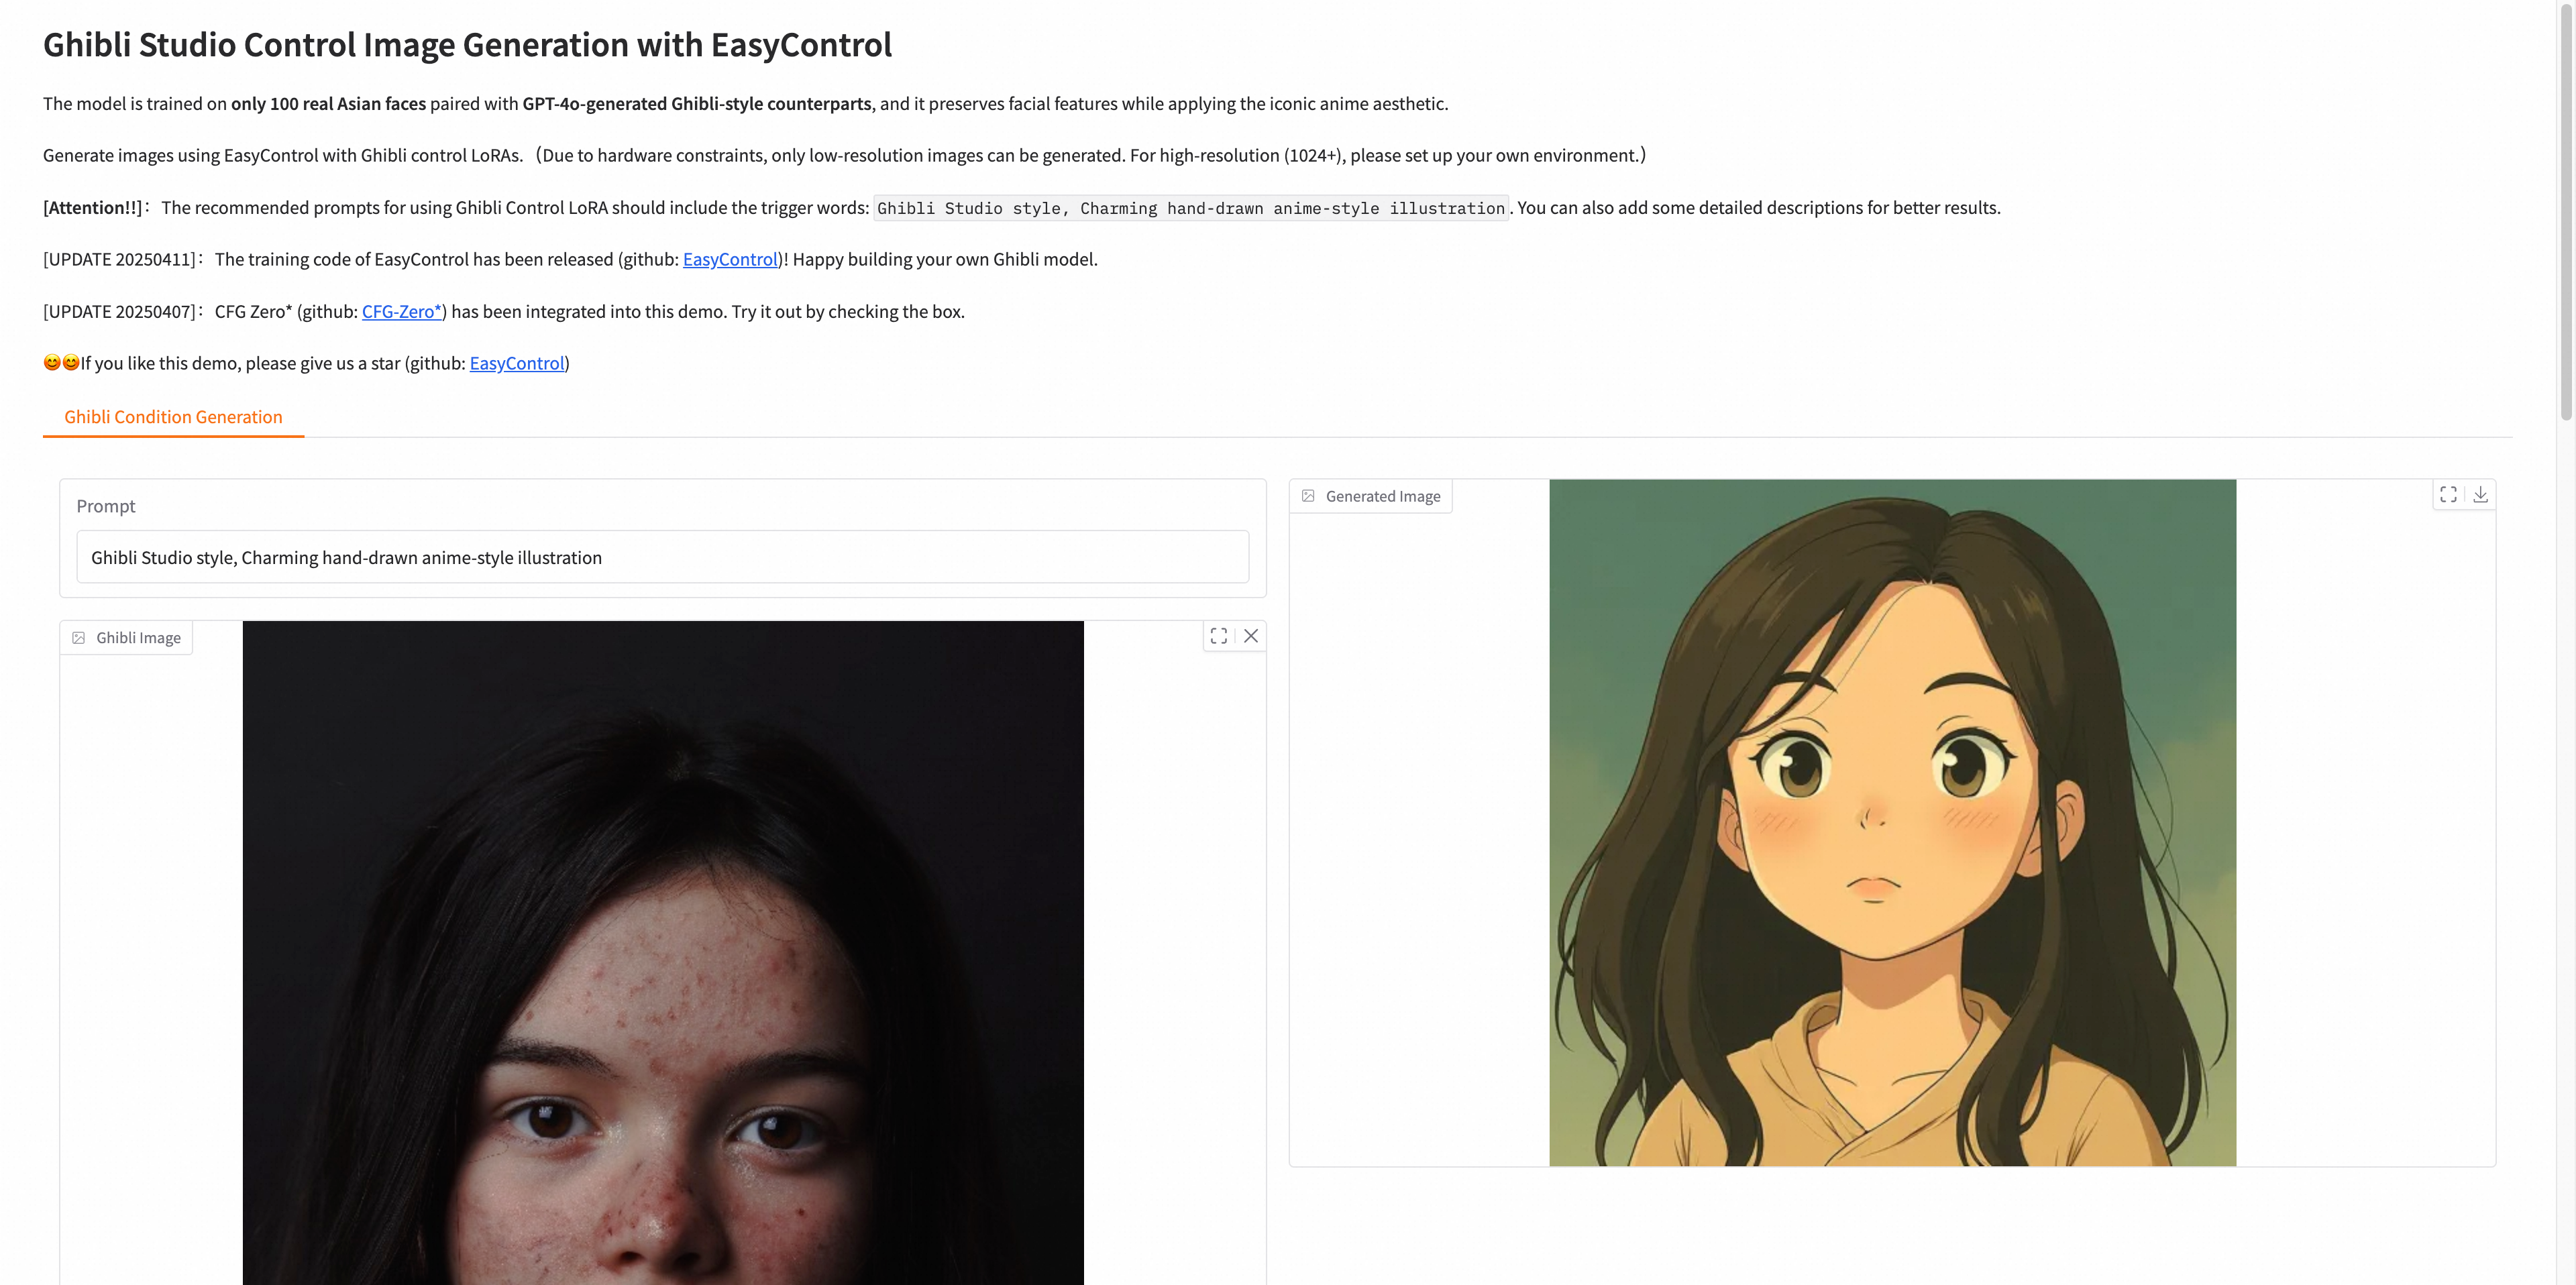 Ghibli Studio Control Image Generation with EasyControl
The model is trained on only 100 real Asian faces paired with GPT-4o-generated Ghibli-style counterparts, and it preserves facial features while applying the iconic anime aesthetic.
Generate images using EasyControl with Ghibli control LoRAs.（Due to hardware constraints, only low-resolution images can be generated. For high-resolution (1024+), please set up your own environment.）
[Attention!!]：The recommended prompts for using Ghibli Control LoRA should include the trigger words: Ghibli Studio style, Charming hand-drawn anime-style illustration. You can also add some detailed descriptions for better results.
[UPDATE 20250411]：The training code of EasyControl has been released (github: EasyControl)! Happy building your own Ghibli model.
[UPDATE 20250407]：CFG Zero* (github: CFG-Zero*) has been integrated into this demo. Try it out by checking the box.
😊😊If you like this demo, please give us a star (github: EasyControl)
Ghibli Condition Generation
Prompt
Ghibli Studio style, Charming hand-drawn anime-style illustration
Ghibli Image
Generated Image